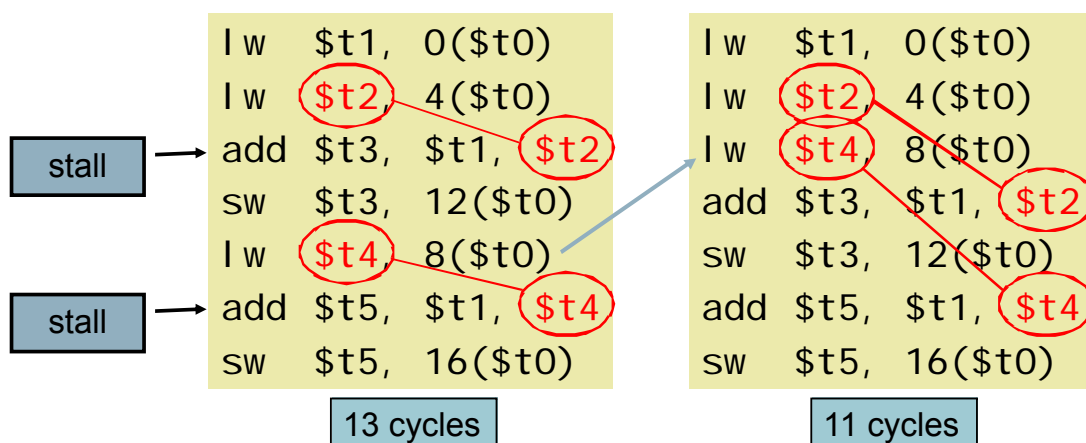 lw $t1, 0($t0)
lw $t2, 4($t0)
stall
add $t3, $t1, $t2
sw $t3, 12($t0)
lw $t4, 8($t0)
stall
add $t5, $t1, $t4
sw $t5, 16($t0)
13 cycles
lw $t1, 0($t0)
lw $t2, 4($t0)
lw $t4, 8($t0)
add $t3, $t1, $t2
sw $t3, 12($t0)
add $t5, $t1, $t4
sw $t5, 16($t0)
11 cycles